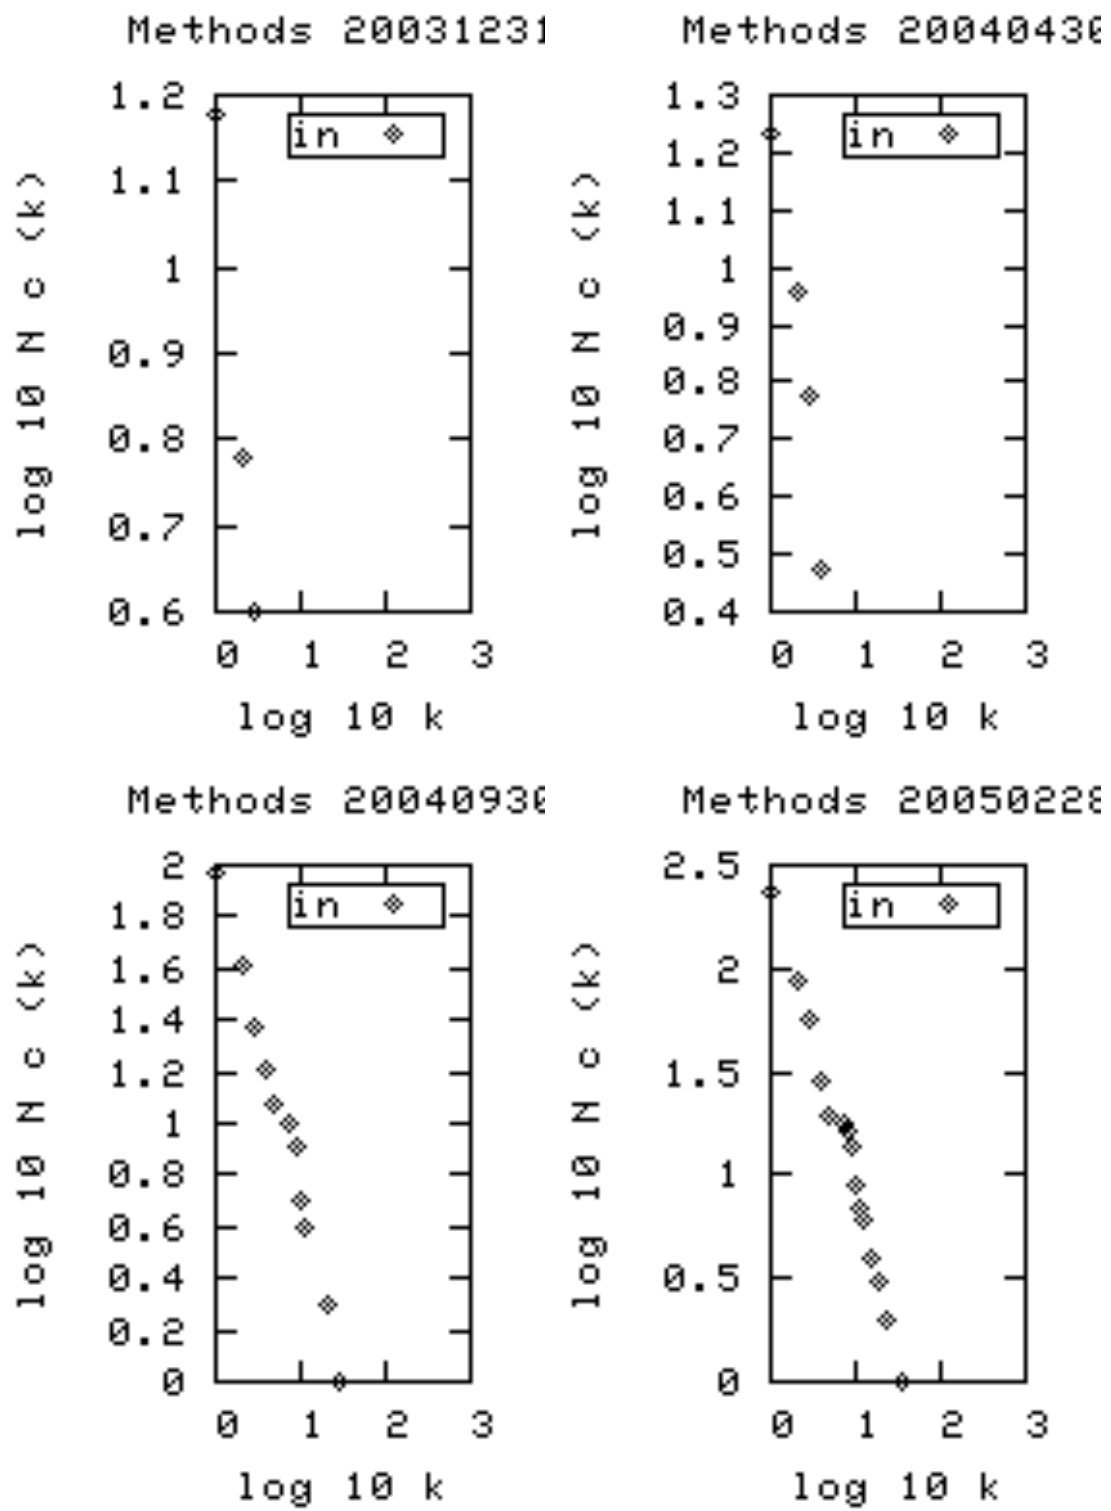 Methods 20031231
1.2
1.1
1
0.9
0.8
0.7
0.6
log 10 N c (k)
in
0 1 2 3
log 10 k
Methods 20040430
1.3
1.2
1.1
1
0.9
0.8
0.7
0.6
0.5
0.4
log 10 N c (k)
in
0 1 2 3
log 10 k
Methods 20040930
2
1.8
1.6
1.4
1.2
1
0.8
0.6
0.4
0.2
0
log 10 N c (k)
in
0 1 2 3
log 10 k
Methods 20050228
2.5
2
1.5
1
0.5
0
log 10 N c (k)
in
0 1 2 3
log 10 k